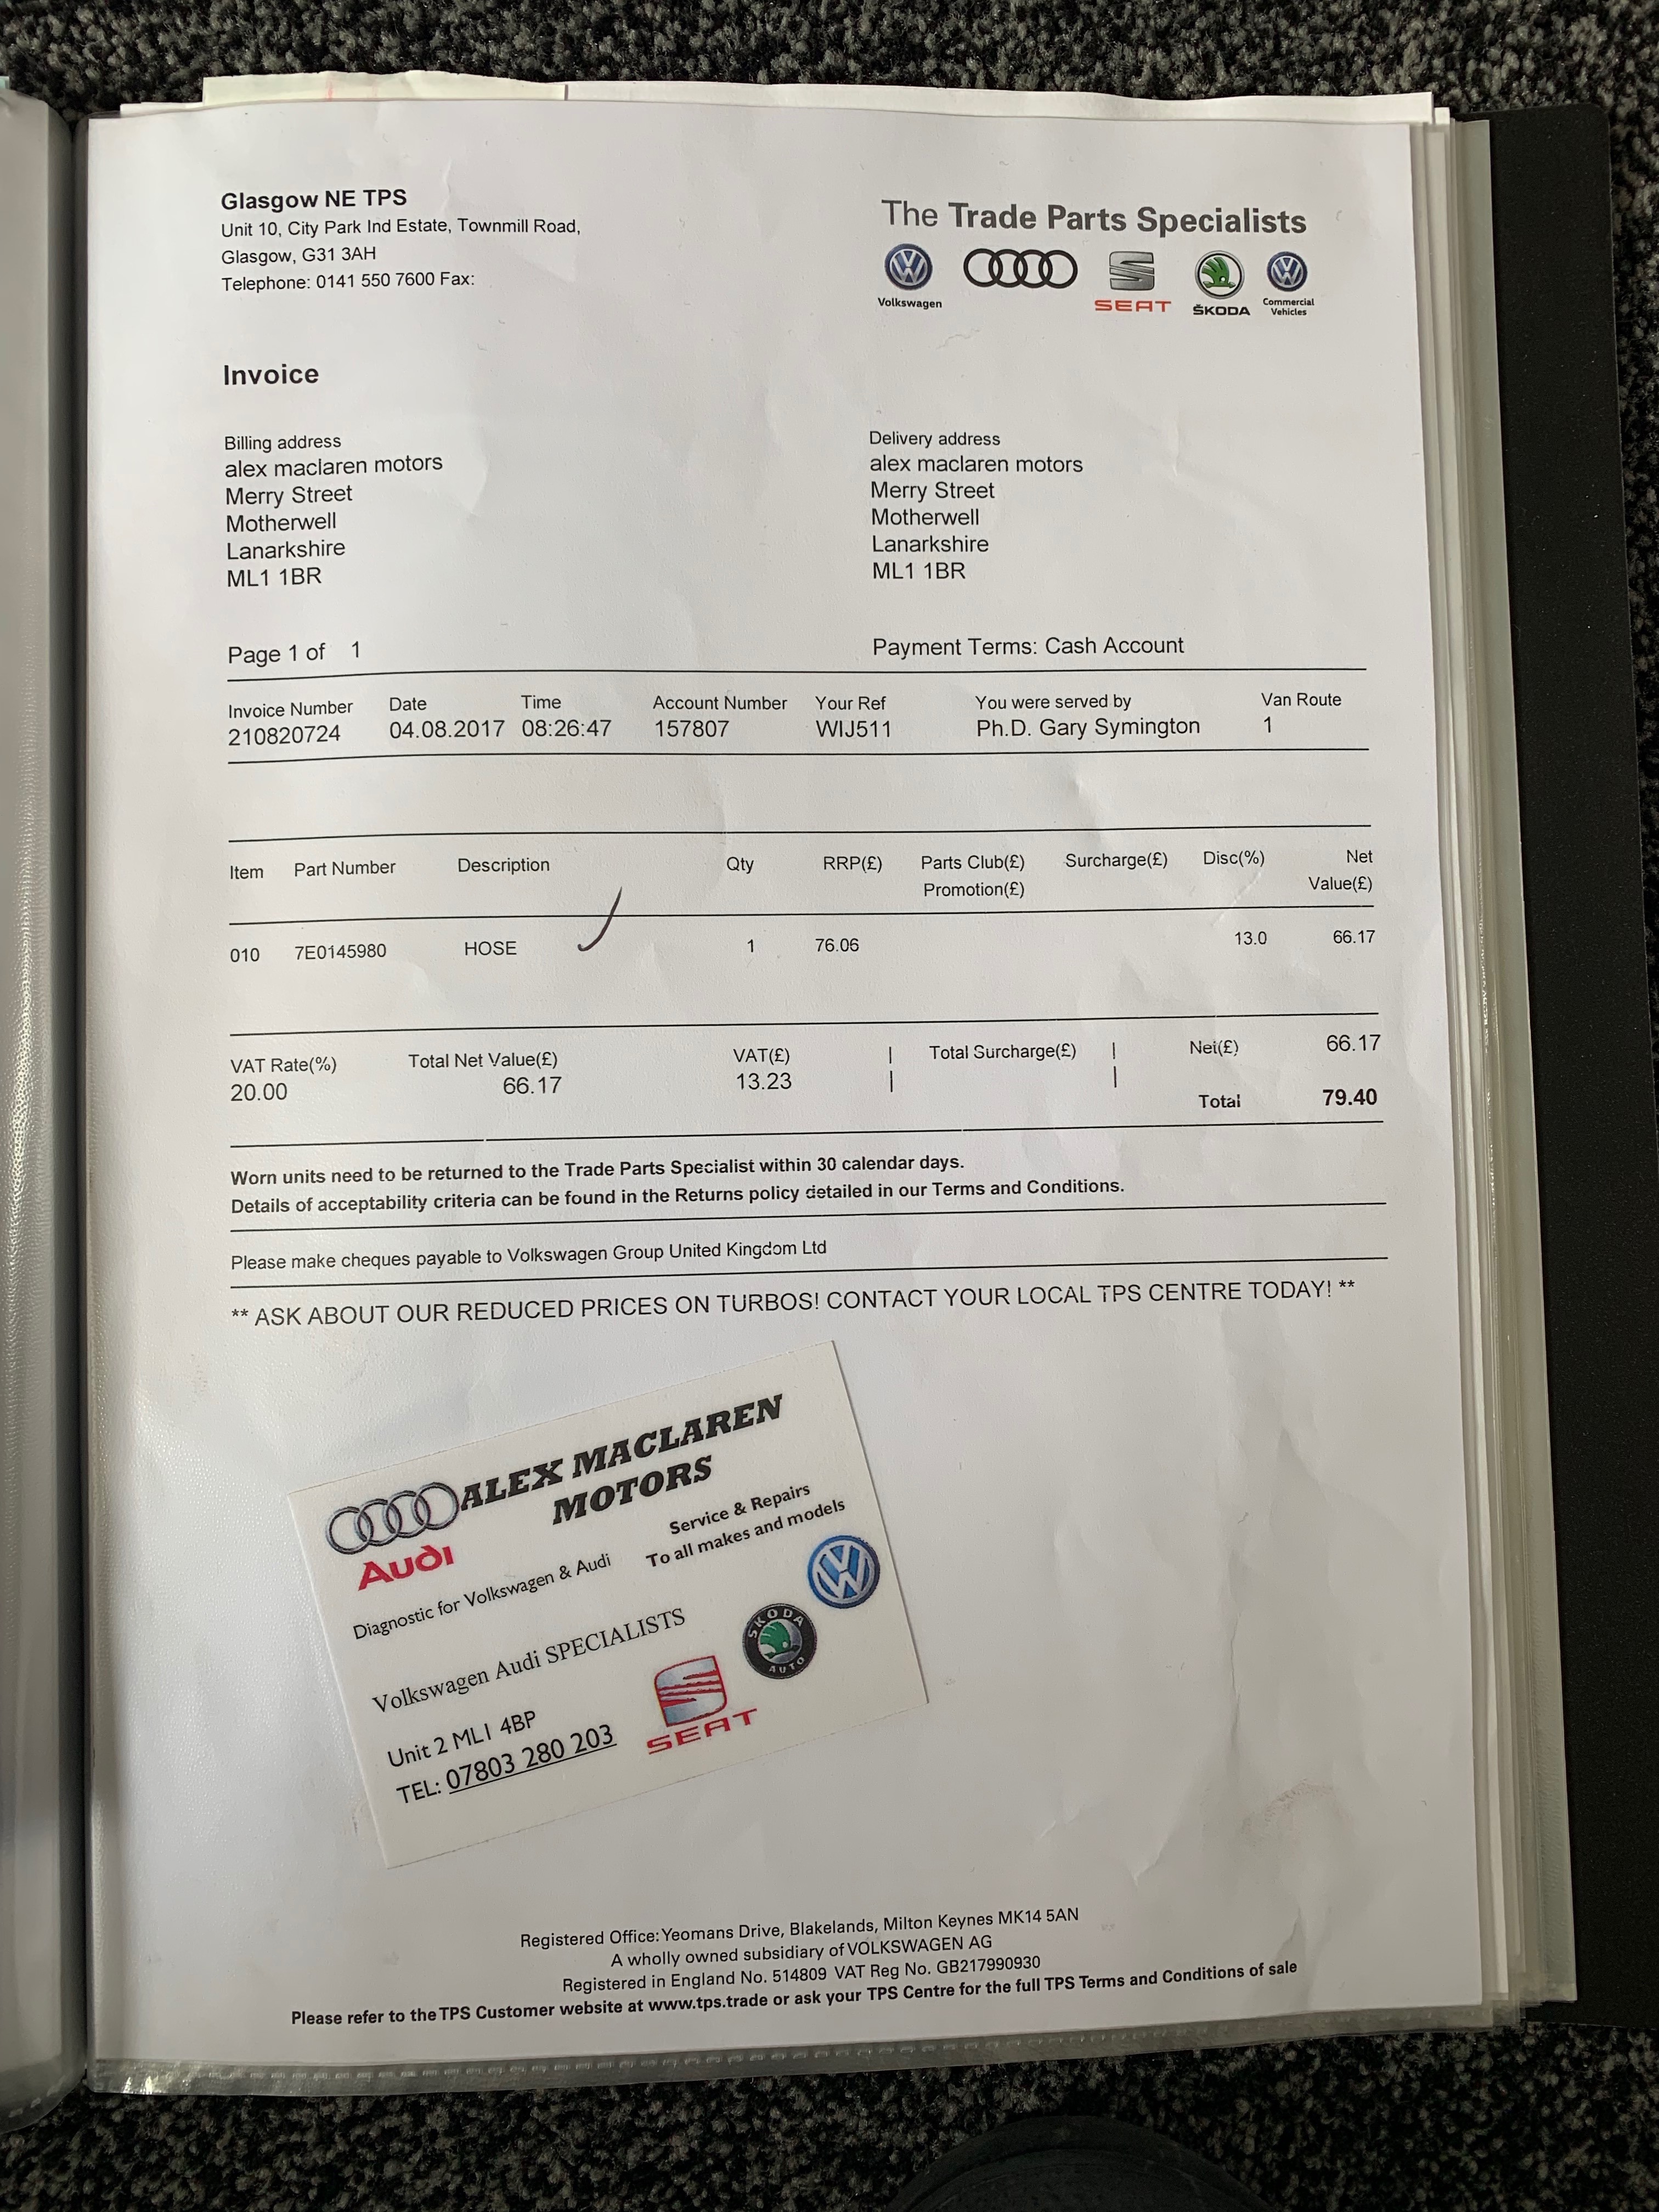 Glasgow NE TPS
Unit 10, City Park Ind Estate, Townmill Road,
Glasgow, G31 3AH
Telephone: 0141 550 7600 Fax:
The Trade Parts Specialists
Volkswagen
SEAT
ŠKODA
Commercial
Vehicles
Invoice
Billing address
alex maclaren motors
Merry Street
Motherwell
Lanarkshire
ML1 1BR
Delivery address
alex maclaren motors
Merry Street
Motherwell
Lanarkshire
ML1 1BR
Page 1 of 1
Payment Terms: Cash Account
Invoice Number Date Time Account Number Your Ref You were served by Van Route
210820724 04.08.2017 08:26:47 157807 WIJ511 Ph.D. Gary Symington 1
Item Part Number Description Qty RRP(£) Parts Club(£) Surcharge(£) Disc(%) Net
Promotion(£) Value(£)
010 7E0145980 HOSE 1 76.06 13.0 66.17
VAT Rate(%) Total Net Value(£) VAT(£) | Total Surcharge(£) | Net(£) 66.17
20.00 66.17 13.23 | |
Total 79.40
Worn units need to be returned to the Trade Parts Specialist within 30 calendar days.
Details of acceptability criteria can be found in the Returns policy detailed in our Terms and Conditions.
Please make cheques payable to Volkswagen Group United Kingdom Ltd
** ASK ABOUT OUR REDUCED PRICES ON TURBOS! CONTACT YOUR LOCAL TPS CENTRE TODAY! **
ALEX MACLAREN
MOTORS
Audi
Service & Repairs
To all makes and models
Diagnostic for Volkswagen & Audi
Volkswagen Audi SPECIALISTS
SKODA
AUTO
SEAT
Unit 2 ML1 4BP
TEL: 07803 280 203
Registered Office: Yeomans Drive, Blakelands, Milton Keynes MK14 5AN
A wholly owned subsidiary of VOLKSWAGEN AG
Registered in England No. 514809 VAT Reg No. GB217990930
Please refer to the TPS Customer website at www.tps.trade or ask your TPS Centre for the full TPS Terms and Conditions of sale